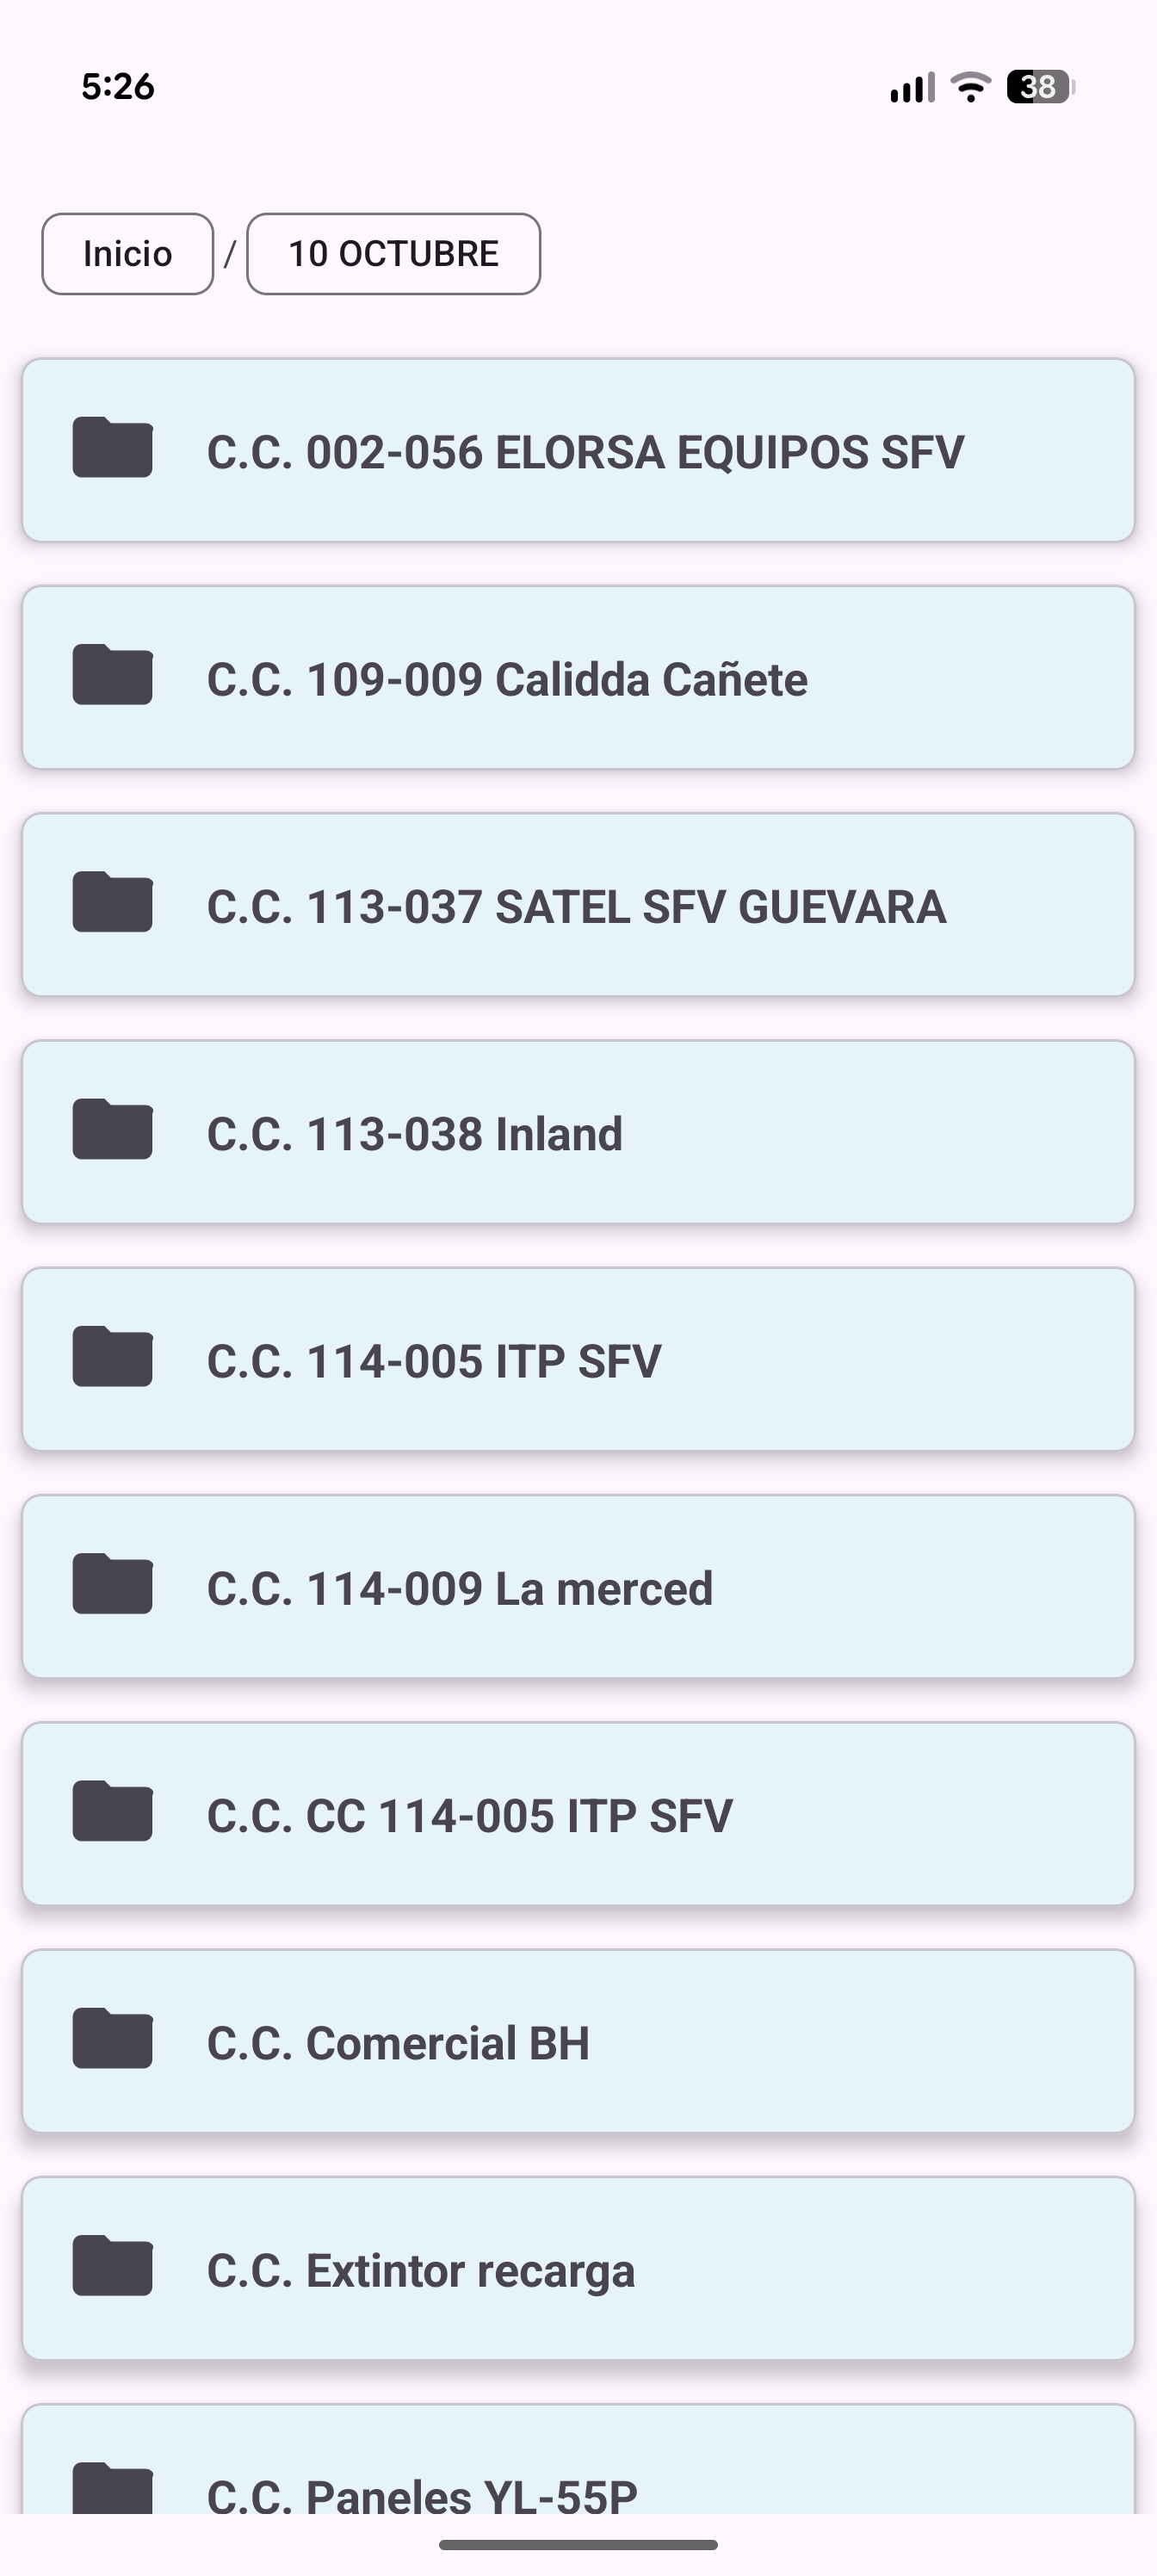 5:26
38
Inicio / 10 OCTUBRE
C.C. 002-056 ELORSA EQUIPOS SFV
C.C. 109-009 Calidda Cañete
C.C. 113-037 SATEL SFV GUEVARA
C.C. 113-038 Inland
C.C. 114-005 ITP SFV
C.C. 114-009 La merced
C.C. CC 114-005 ITP SFV
C.C. Comercial BH
C.C. Extintor recarga
C.C. Paneles YL-55P